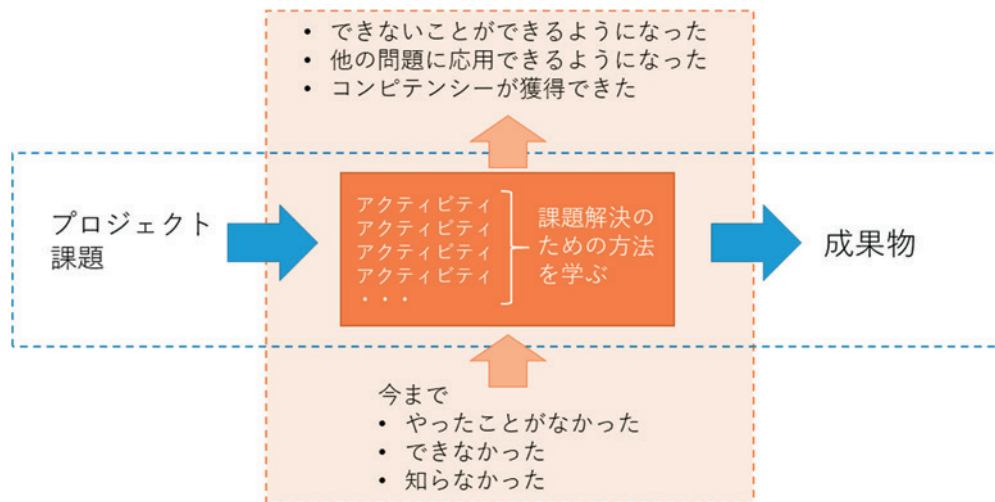 • できないことができるようになった
• 他の問題に応用できるようになった
• コンピテンシーが獲得できた
プロジェクト
課題
アクティビティ
アクティビティ
アクティビティ
アクティビティ
・・・
課題解決の
ための方法
を学ぶ
成果物
今まで
• やったことがなかった
• できなかった
• 知らなかった